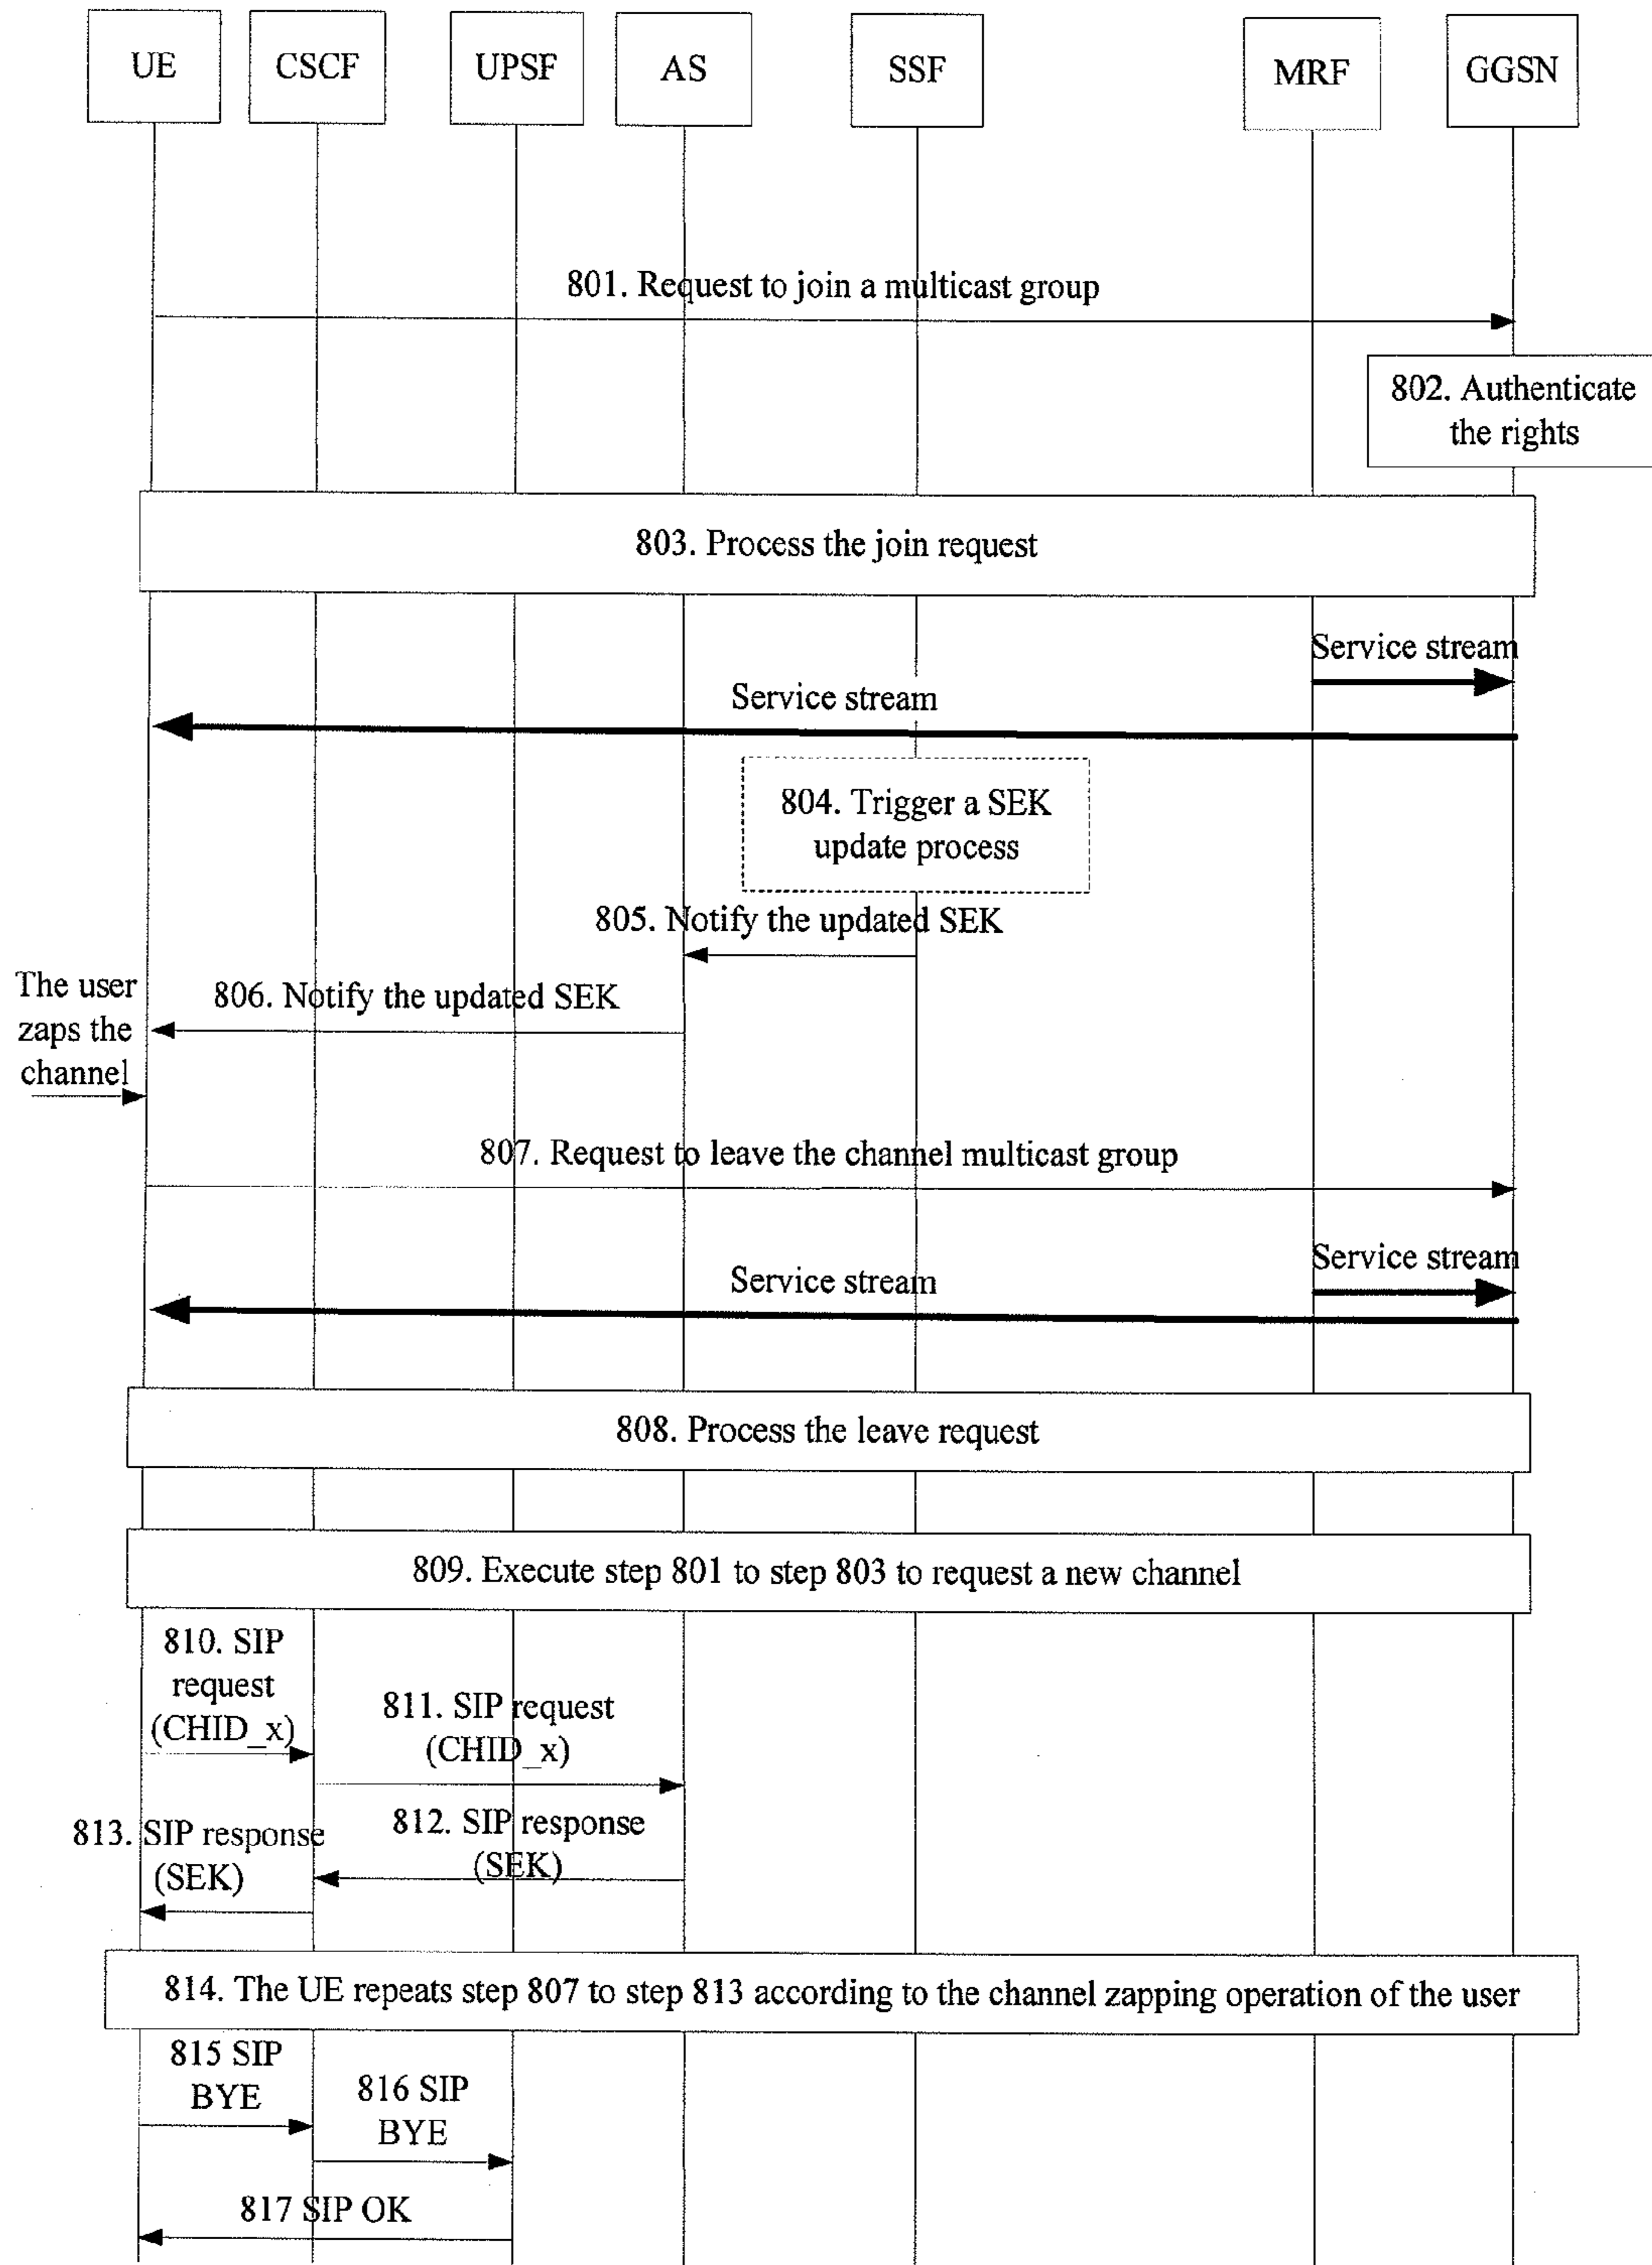 UE
CSCF
UPSF
AS
SSF
MRF
GGSN
801. Request to join a multicast group
802. Authenticate
the rights
803. Process the join request
Service stream
Service stream
804. Trigger a SEK
update process
805. Notify the updated SEK
The user
zaps the
channel
806. Notify the updated SEK
807. Request to leave the channel multicast group
Service stream
Service stream
808. Process the leave request
809. Execute step 801 to step 803 to request a new channel
810. SIP
request
(CHID_x)
811. SIP request
(CHID_x)
812. SIP response
(SEK)
813. SIP response
(SEK)
814. The UE repeats step 807 to step 813 according to the channel zapping operation of the user
815 SIP
BYE
816 SIP
BYE
817 SIP OK